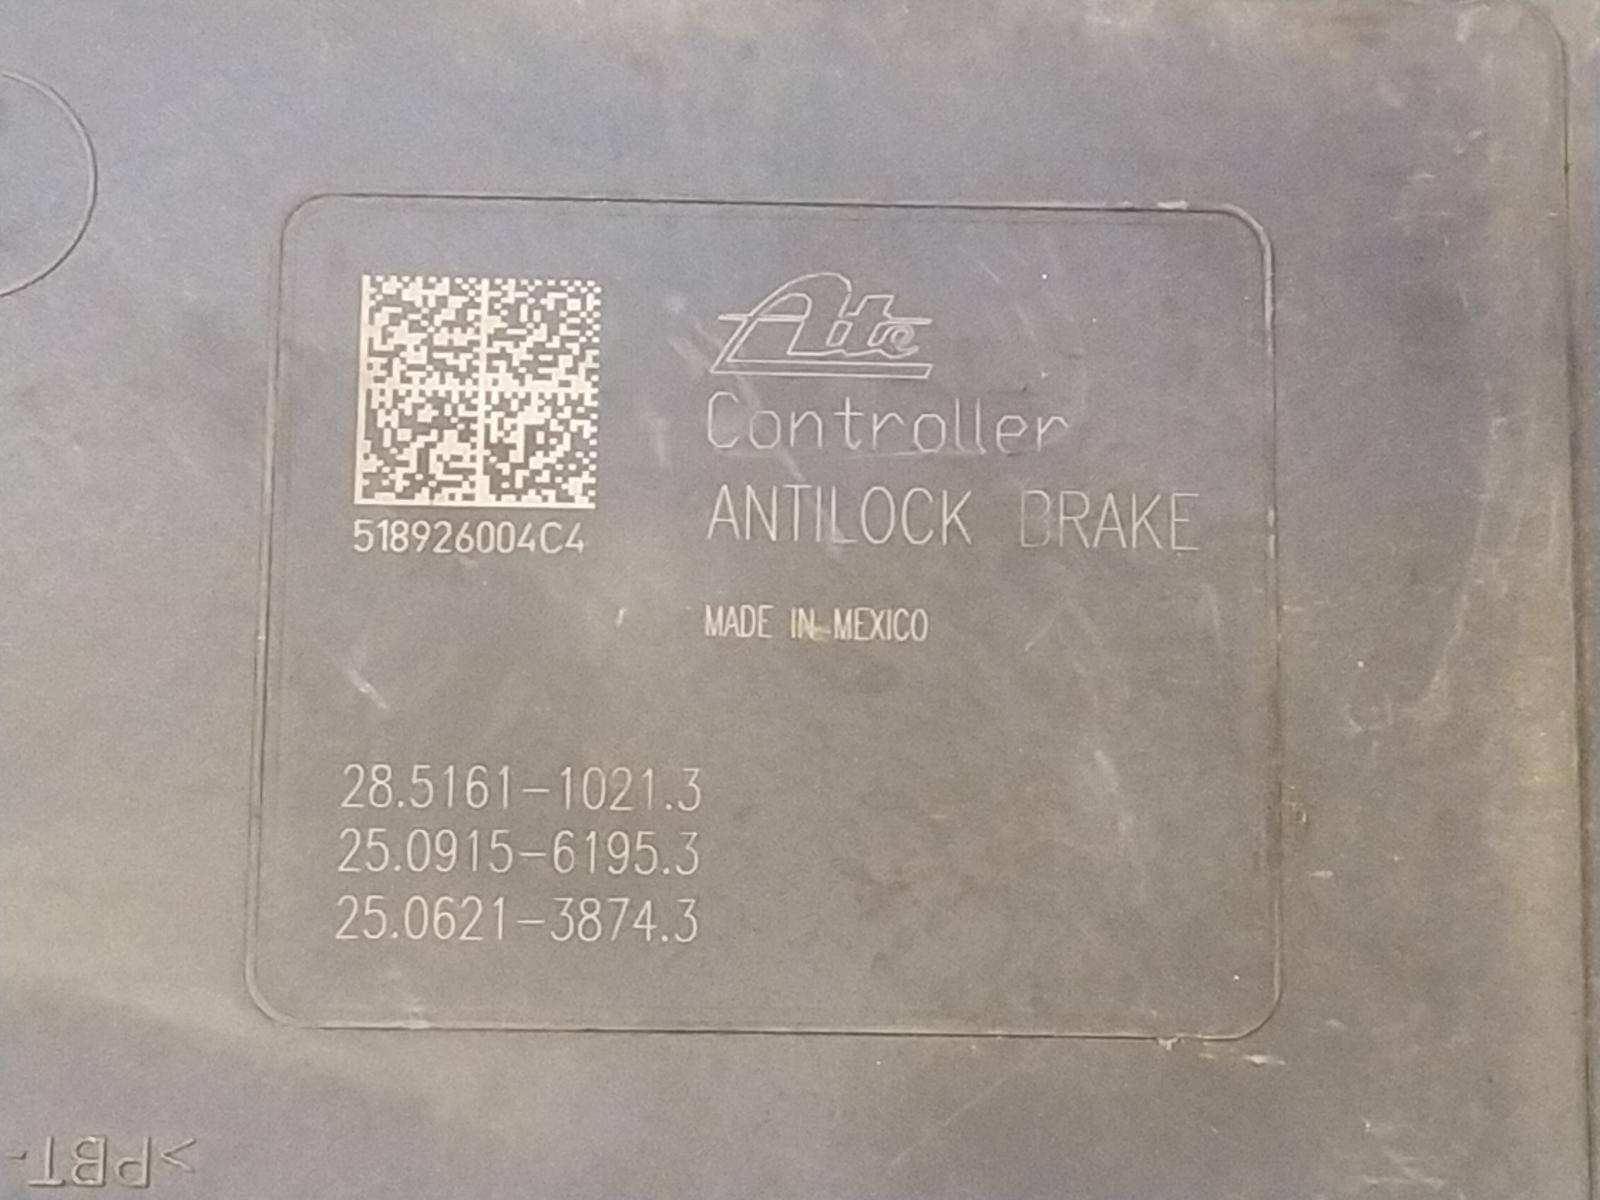 Ate
Controller
ANTILOCK BRAKE
518926004C4
MADE IN MEXICO
28.5161-1021.3
25.0915-6195.3
25.0621-3874.3
>PBT-